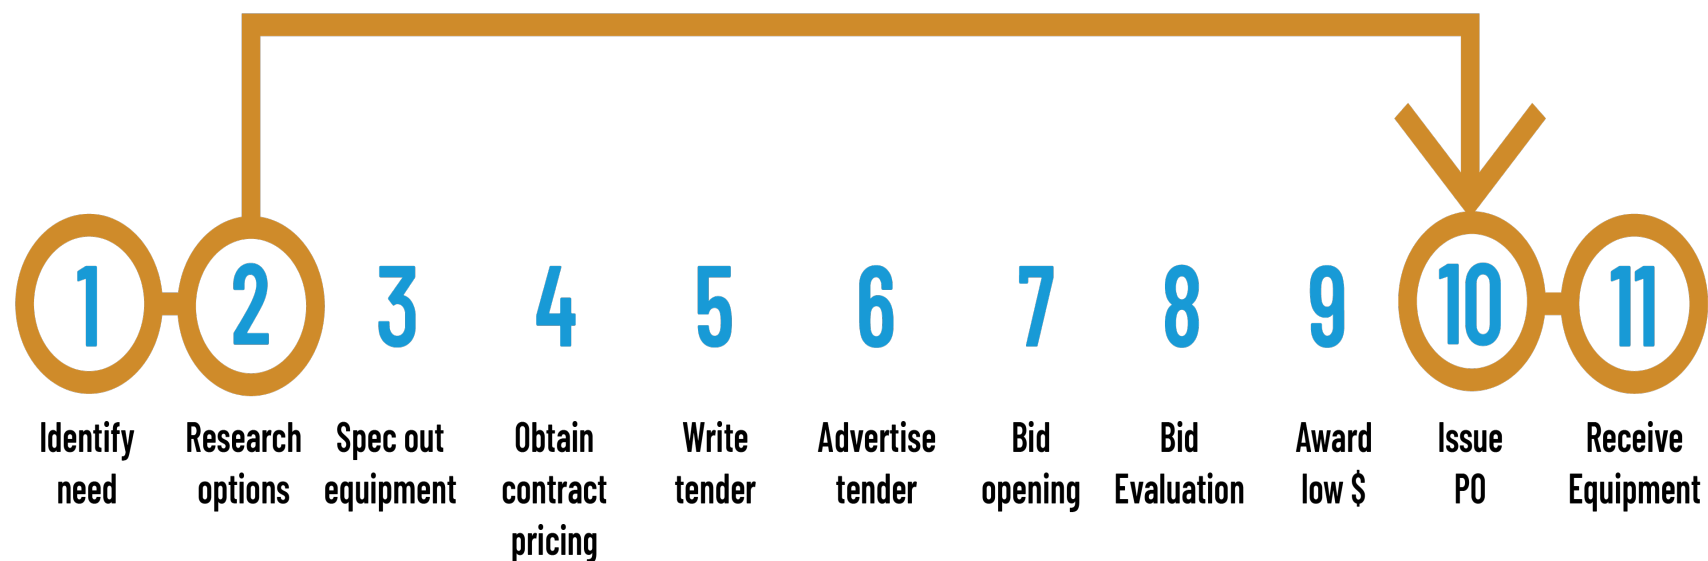 1 2 3 4 5 6 7 8 9 10 11
Identify need
Research options
Spec out equipment
Obtain contract pricing
Write tender
Advertise tender
Bid opening
Bid Evaluation
Award low $
Issue PO
Receive Equipment